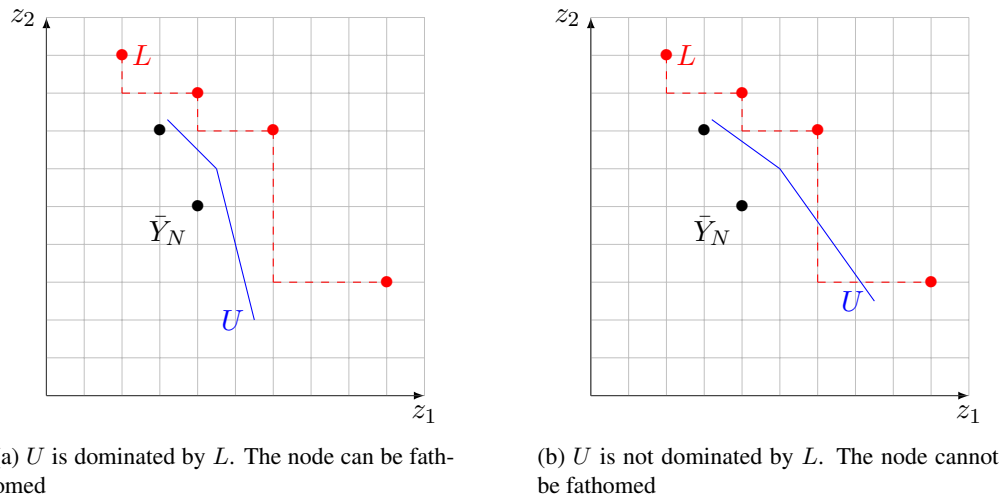 z₂
L
Ȳ_N
U
z₁
z₂
L
Ȳ_N
U
z₁
a) U is dominated by L. The node can be fath-
omed
(b) U is not dominated by L. The node cannot
be fathomed